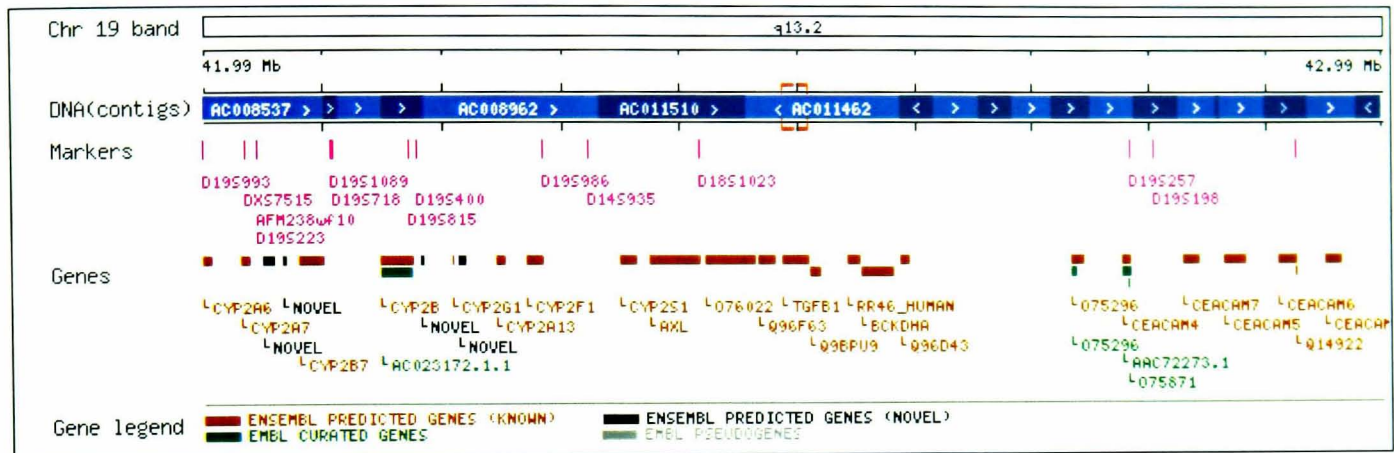 Chr 19 band q13.2
41.99 Mb 42.99 Mb
DNA(contigs) AC008537 > > > > AC008962 > AC011510 > < AC011462 < > > > > > > > > <
Markers
D19S993 D19S1089 D19S986 D18S1023 D19S257
DXS7515 D19S718 D19S400 D14S935 D19S198
AFM238wf10 D19S815
D19S223
Genes
CYP2A6 NOVEL CYP2B CYP2G1 CYP2F1 CYP2S1 O76022 TGFB1 RR46_HUMAN O75296 CEACAM7 CEACAM6
CYP2A7 NOVEL CYP2A13 AXL Q96F63 BCKDHA CEACAM4 CEACAM5 CEACAM
NOVEL NOVEL Q9BPU9 Q96D43 O75296 Q14922
CYP2B7 AC023172.1.1 AAC72273.1
O75871
Gene legend
ENSEMBL PREDICTED GENES (KNOWN) ENSEMBL PREDICTED GENES (NOVEL)
EMBL CURATED GENES EMBL PSEUDOGENES